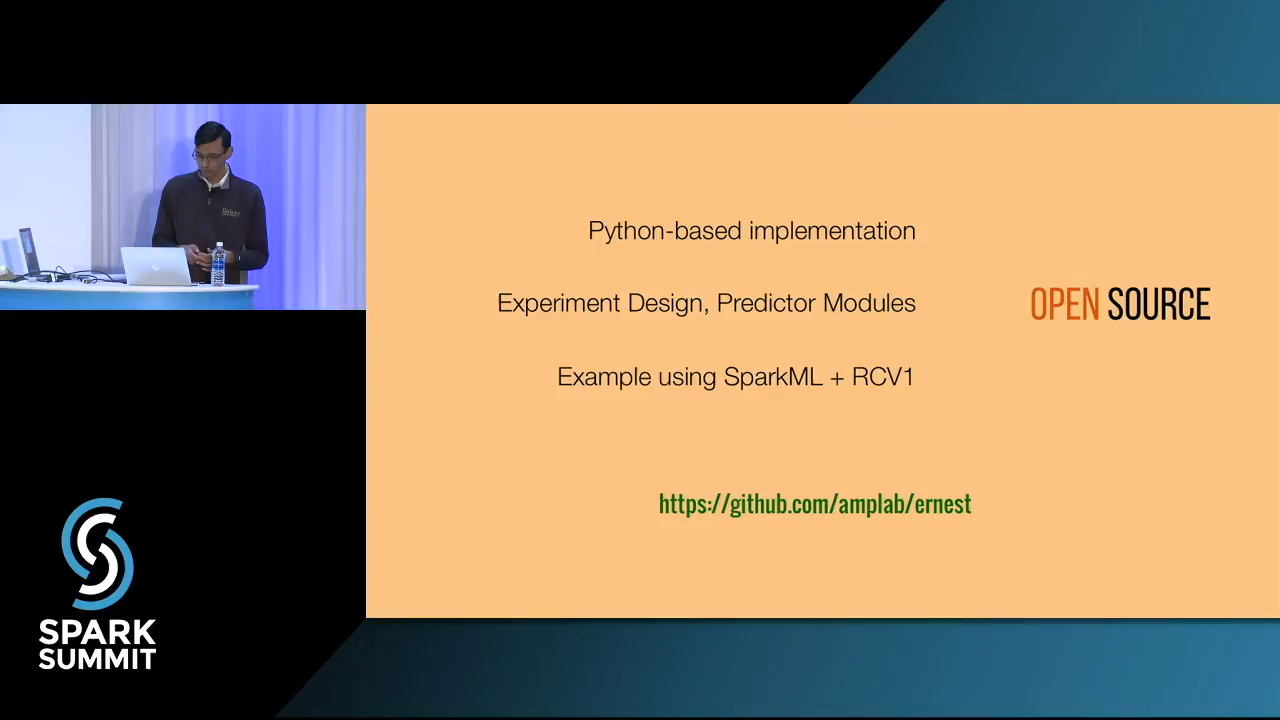 Python-based implementation
Experiment Design, Predictor Modules
OPEN SOURCE
Example using SparkML + RCV1
https://github.com/amplab/ernest
SPARK
SUMMIT